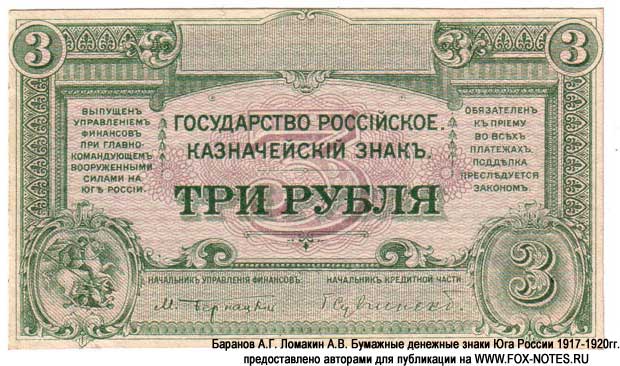 3
3
ВЫПУЩЕНЪ
УПРАВЛЕНІЕМЪ
ФИНАНСОВЪ
ПРИ ГЛАВНО-
КОМАНДУЮЩЕМЪ
ВООРУЖЕННЫМИ
СИЛАМИ НА
ЮГѢ РОССІИ.
ГОСУДАРСТВО РОССІЙСКОЕ.
КАЗНАЧЕЙСКІЙ ЗНАКЪ.
3
ТРИ РУБЛЯ
ОБЯЗАТЕЛЕНЪ
КЪ ПРІЕМУ
ВО ВСѢХЪ
ПЛАТЕЖАХЪ.
ПОДДѢЛКА
ПРЕСЛѢДУЕТСЯ
ЗАКОНОМЪ.
НАЧАЛЬНИКЪ УПРАВЛЕНІЯ ФИНАНСОВЪ
НАЧАЛЬНИКЪ КРЕДИТНОЙ ЧАСТИ
М. Бернацкій
3
Баранов А.Г. Ломакин А.В. Бумажные денежные знаки Юга России 1917-1920гг.
предоставлено авторами для публикации на WWW.FOX-NOTES.RU